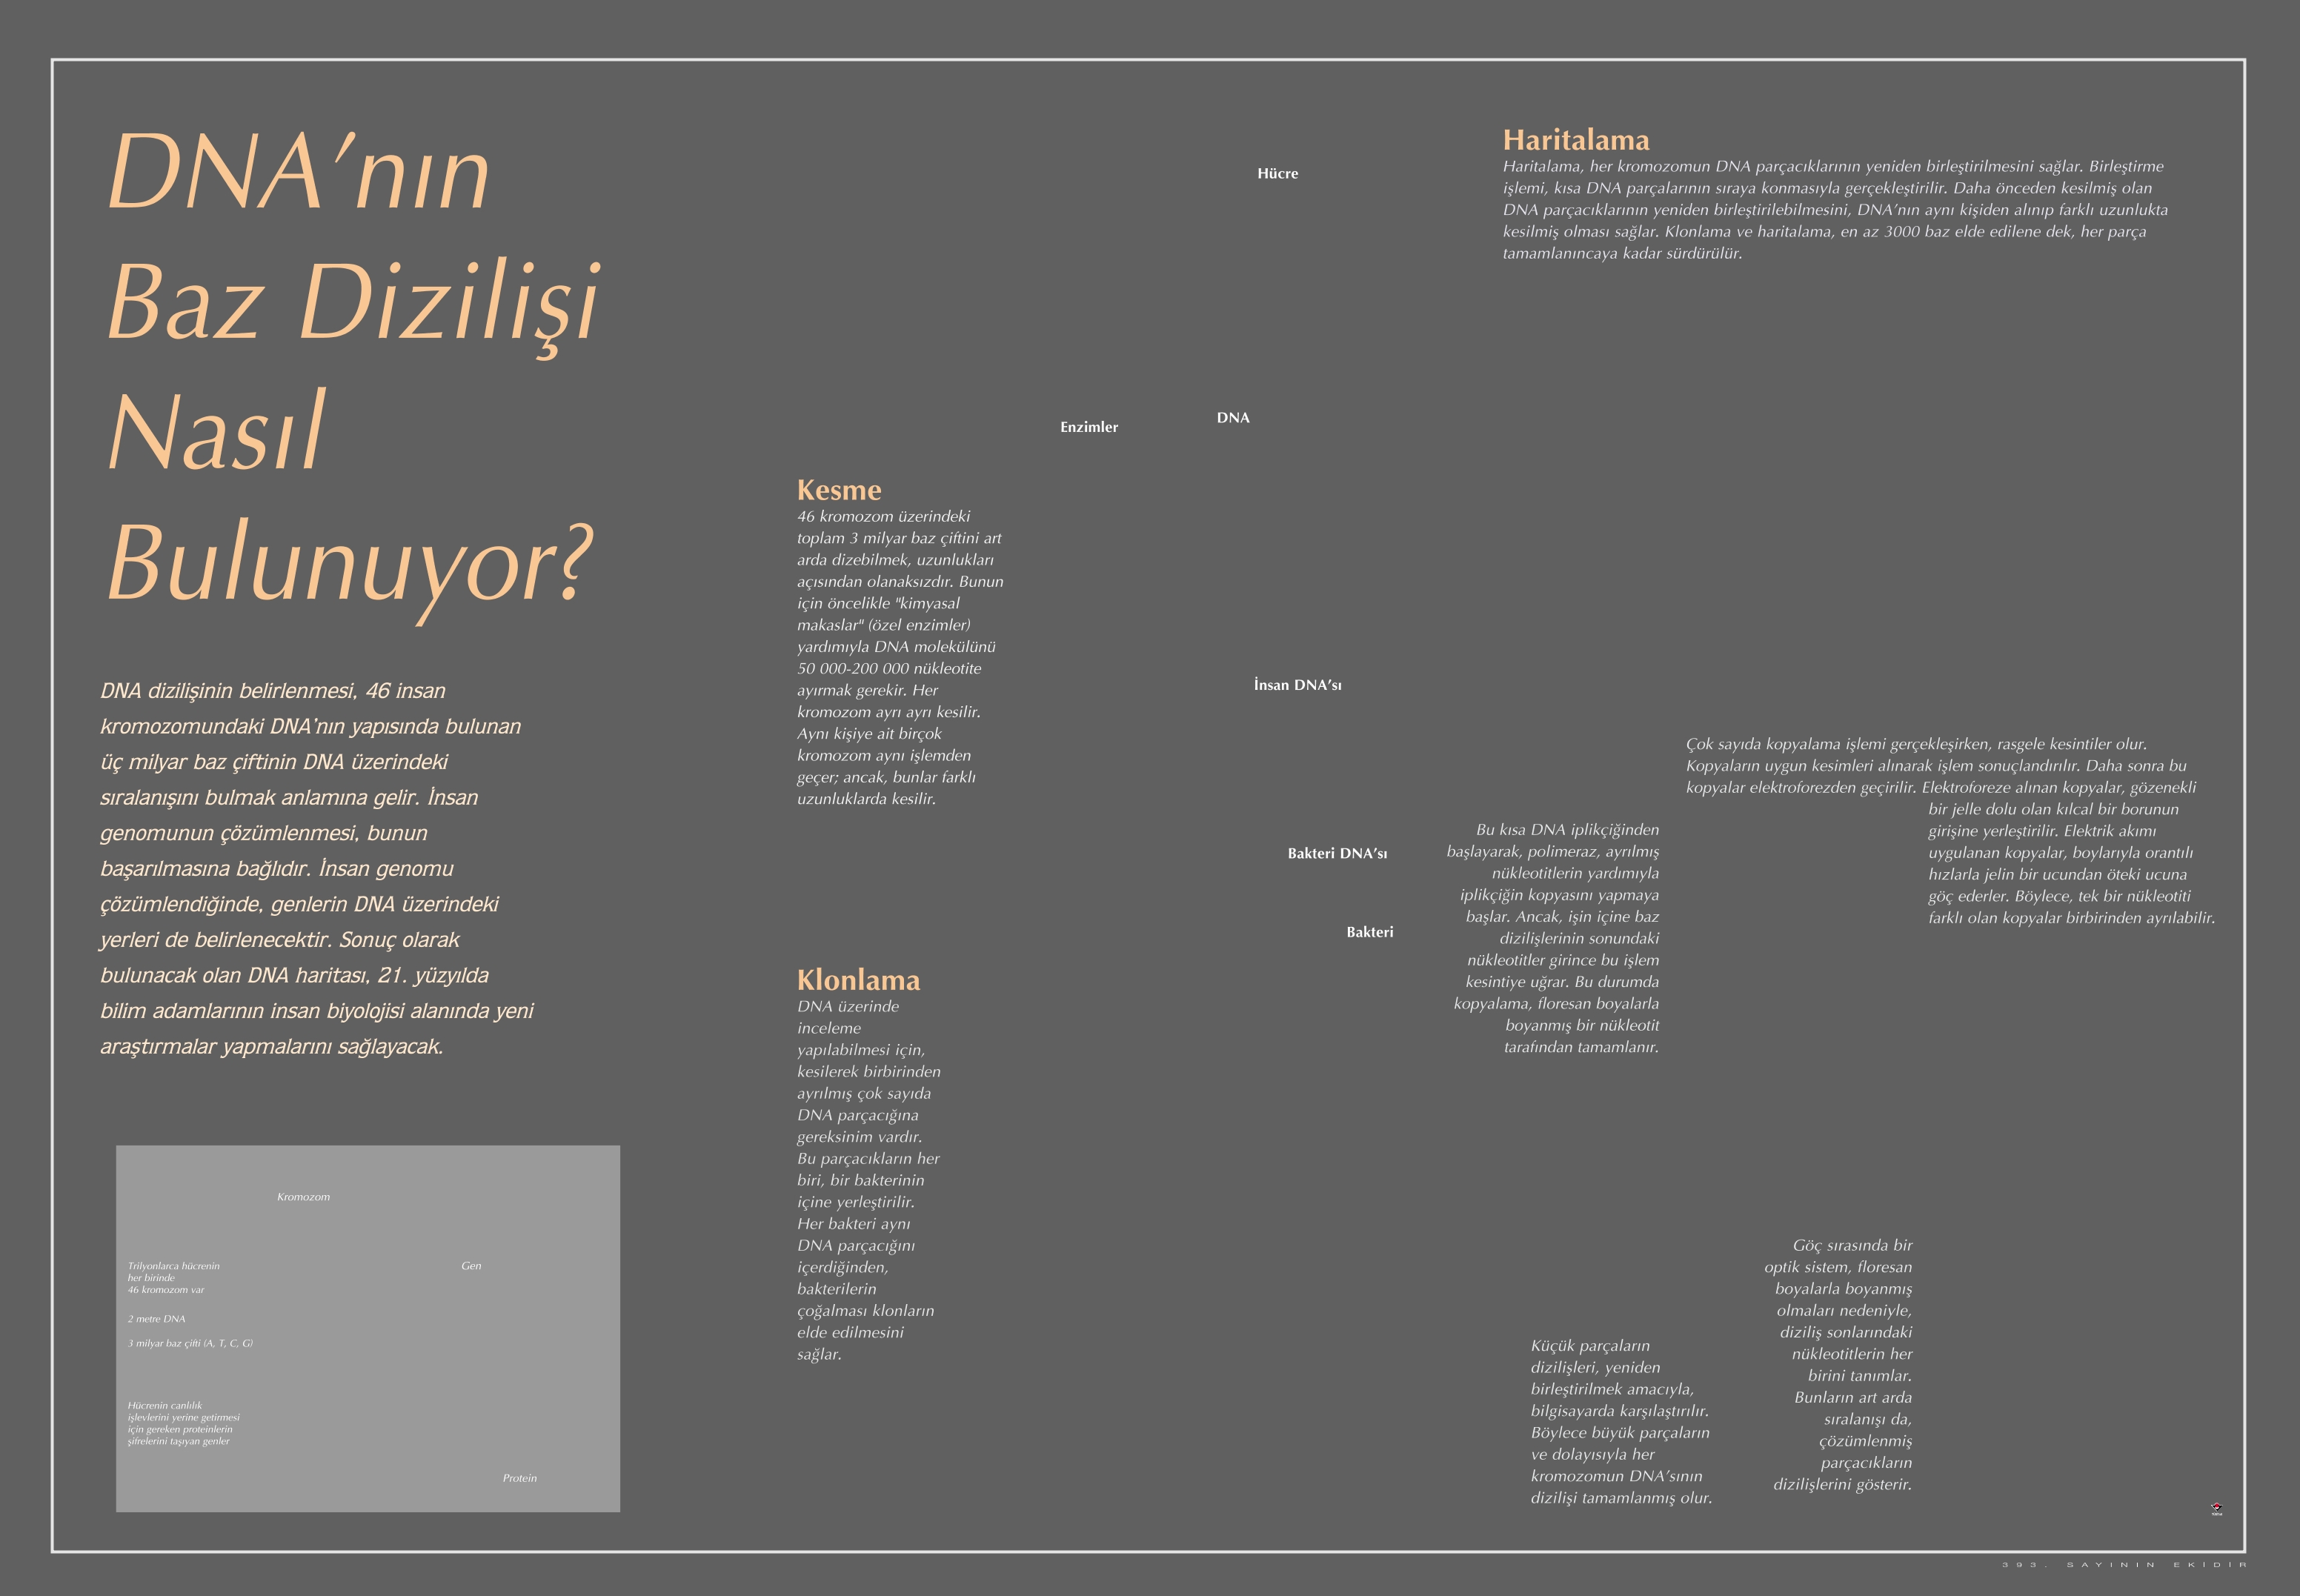 DNA’nın
Baz Dizilişi
Nasıl
Bulunuyor?
DNA dizilişinin belirlenmesi, 46 insan
kromozomundaki DNA’nın yapısında bulunan
üç milyar baz çiftinin DNA üzerindeki
sıralanışını bulmak anlamına gelir. İnsan
genomunun çözümlenmesi, bunun
başarılmasına bağlıdır. İnsan genomu
çözümlendiğinde, genlerin DNA üzerindeki
yerleri de belirlenecektir. Sonuç olarak
bulunacak olan DNA haritası, 21. yüzyılda
bilim adamlarının insan biyolojisi alanında yeni
araştırmalar yapmalarını sağlayacak.
Kromozom
Trilyonlarca hücrenin
her birinde
46 kromozom var
Gen
2 metre DNA
3 milyar baz çifti (A, T, C, G)
Hücrenin canlılık
işlevlerini yerine getirmesi
için gereken proteinlerin
şifrelerini taşıyan genler
Protein
Hücre
DNA
Enzimler
Kesme
46 kromozom üzerindeki
toplam 3 milyar baz çiftini art
arda dizebilmek, uzunlukları
açısından olanaksızdır. Bunun
için öncelikle "kimyasal
makaslar" (özel enzimler)
yardımıyla DNA molekülünü
50 000-200 000 nükleotite
ayırmak gerekir. Her
kromozom ayrı ayrı kesilir.
Aynı kişiye ait birçok
kromozom aynı işlemden
geçer; ancak, bunlar farklı
uzunluklarda kesilir.
İnsan DNA’sı
Bakteri DNA’sı
Bakteri
Klonlama
DNA üzerinde
inceleme
yapılabilmesi için,
kesilerek birbirinden
ayrılmış çok sayıda
DNA parçacığına
gereksinim vardır.
Bu parçacıkların her
biri, bir bakterinin
içine yerleştirilir.
Her bakteri aynı
DNA parçacığını
içerdiğinden,
bakterilerin
çoğalması klonların
elde edilmesini
sağlar.
Haritalama
Haritalama, her kromozomun DNA parçacıklarının yeniden birleştirilmesini sağlar. Birleştirme
işlemi, kısa DNA parçalarının sıraya konmasıyla gerçekleştirilir. Daha önceden kesilmiş olan
DNA parçacıklarının yeniden birleştirilebilmesini, DNA’nın aynı kişiden alınıp farklı uzunlukta
kesilmiş olması sağlar. Klonlama ve haritalama, en az 3000 baz elde edilene dek, her parça
tamamlanıncaya kadar sürdürülür.
Bu kısa DNA iplikçiğinden
başlayarak, polimeraz, ayrılmış
nükleotitlerin yardımıyla
iplikçiğin kopyasını yapmaya
başlar. Ancak, işin içine baz
dizilişlerinin sonundaki
nükleotitler girince bu işlem
kesintiye uğrar. Bu durumda
kopyalama, floresan boyalarla
boyanmış bir nükleotit
tarafından tamamlanır.
Çok sayıda kopyalama işlemi gerçekleşirken, rasgele kesintiler olur.
Kopyaların uygun kesimleri alınarak işlem sonuçlandırılır. Daha sonra bu
kopyalar elektroforezden geçirilir. Elektroforeze alınan kopyalar, gözenekli
bir jelle dolu olan kılcal bir borunun
girişine yerleştirilir. Elektrik akımı
uygulanan kopyalar, boylarıyla orantılı
hızlarla jelin bir ucundan öteki ucuna
göç ederler. Böylece, tek bir nükleotiti
farklı olan kopyalar birbirinden ayrılabilir.
Göç sırasında bir
optik sistem, floresan
boyalarla boyanmış
olmaları nedeniyle,
diziliş sonlarındaki
nükleotitlerin her
birini tanımlar.
Bunların art arda
sıralanışı da,
çözümlenmiş
parçacıkların
dizilişlerini gösterir.
Küçük parçaların
dizilişleri, yeniden
birleştirilmek amacıyla,
bilgisayarda karşılaştırılır.
Böylece büyük parçaların
ve dolayısıyla her
kromozomun DNA’sının
dizilişi tamamlanmış olur.
393. SAYININ EKİDİR